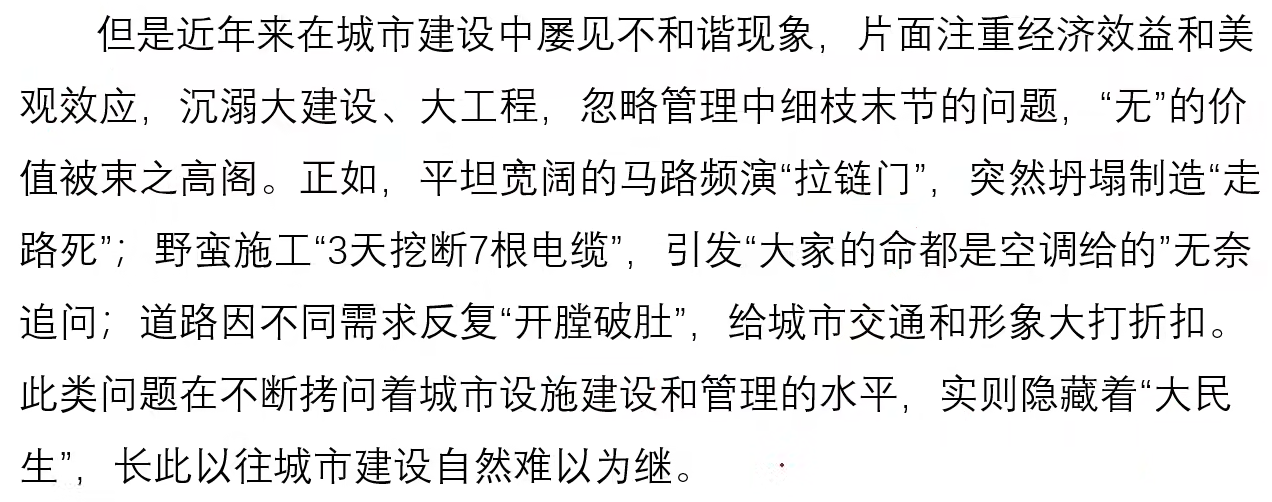 但是近年来在城市建设中屡见不和谐现象，片面注重经济效益和美
观效应，沉溺大建设、大工程，忽略管理中细枝末节的问题，“无”的价
值被束之高阁。正如，平坦宽阔的马路频演“拉链门”，突然坍塌制造“走
路死”；野蛮施工“3天挖断7根电缆”，引发“大家的命都是空调给的”无奈
追问；道路因不同需求反复“开膛破肚”，给城市交通和形象大打折扣。
此类问题在不断拷问着城市设施建设和管理的水平，实则隐藏着“大民
生”，长此以往城市建设自然难以为继。